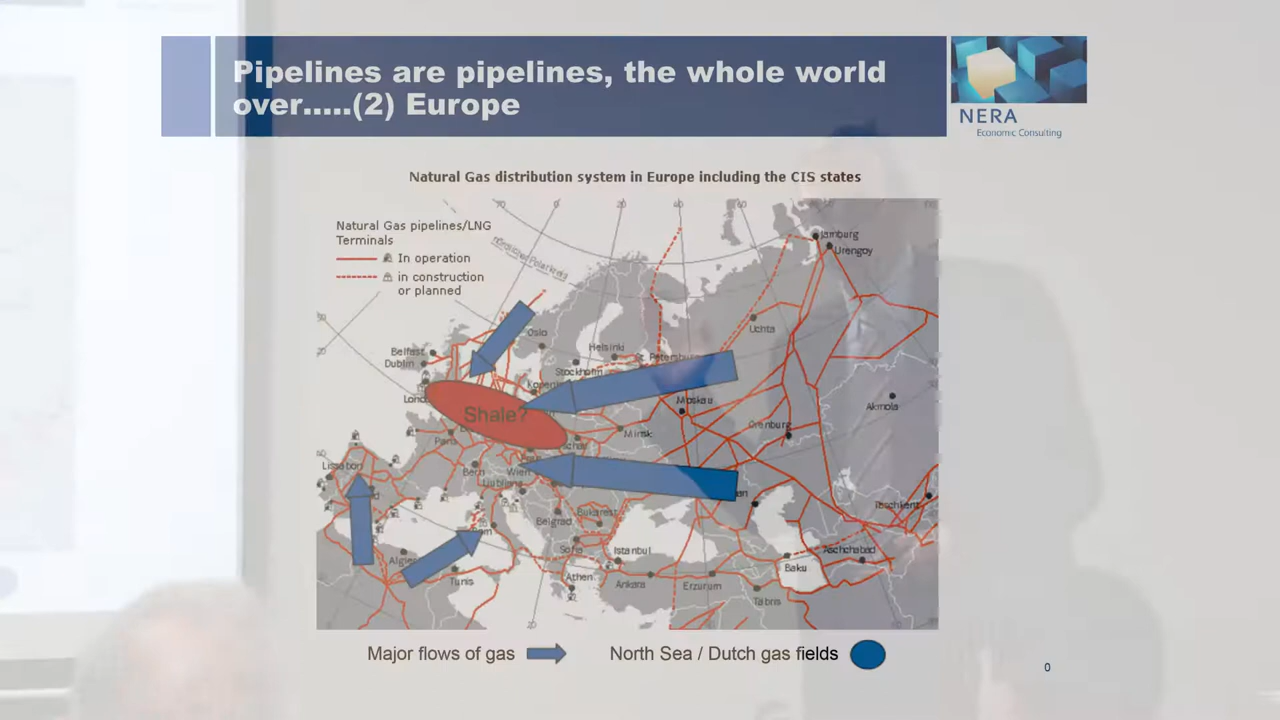 Pipelines are pipelines, the whole world
over.....(2) Europe
NERA
Economic Consulting
Natural Gas distribution system in Europe including the CIS states
Natural Gas pipelines/LNG
Terminals
In operation
in construction
or planned
Jamburg
Urengoy
Uchta
Oslo
Helsinki
Belfast
Dublin
Stockholm
St. Petersburg
Moskau
Akmola
Orenburg
Shale?
Minsk
Paris
Lissabon
Bern
Wien
Ljubljana
Belgrad
Bukarest
Sofia
Istanbul
Taschkent
Aschchabad
Baku
Algier
Tunis
Athen
Ankara
Erzurum
Täbris
Major flows of gas
North Sea / Dutch gas fields
0